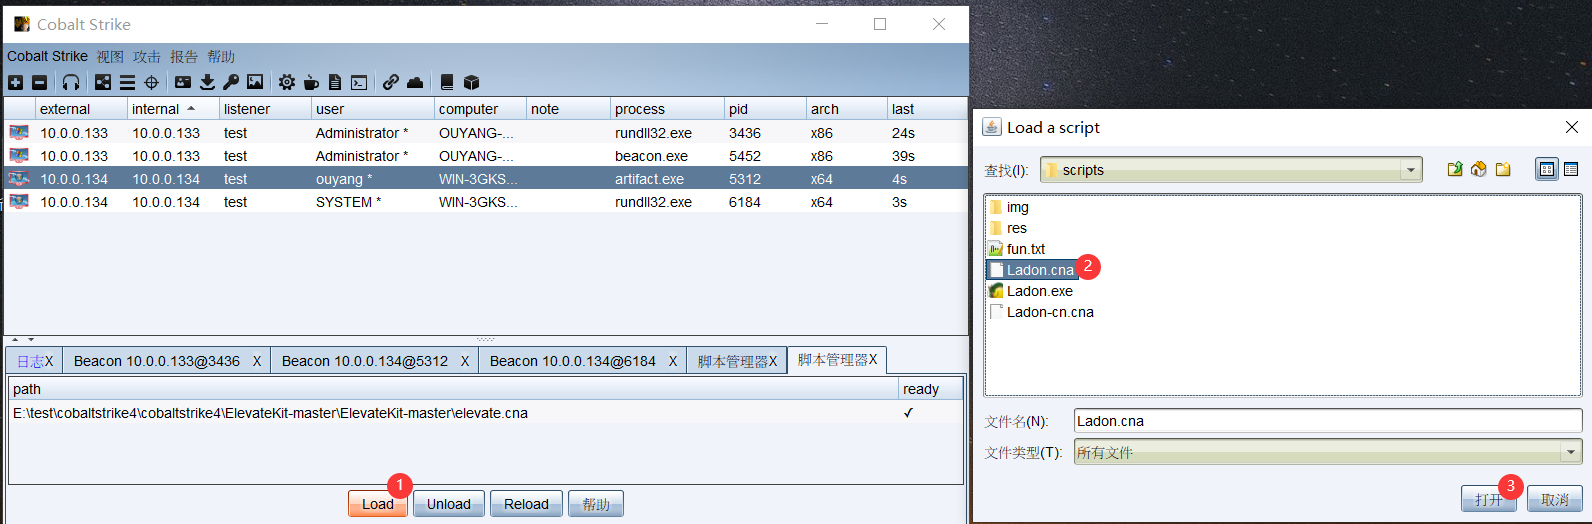 Cobalt Strike
Cobalt Strike 视图 攻击 报告 帮助
external internal listener user computer note process pid arch last
10.0.0.133 10.0.0.133 test Administrator * OUYANG-... rundll32.exe 3436 x86 24s
10.0.0.133 10.0.0.133 test Administrator * OUYANG-... beacon.exe 5452 x86 39s
10.0.0.134 10.0.0.134 test ouyang * WIN-3GKS... artifact.exe 5312 x64 4s
10.0.0.134 10.0.0.134 test SYSTEM * WIN-3GKS... rundll32.exe 6184 x64 3s
日志X Beacon 10.0.0.133@3436 X Beacon 10.0.0.134@5312 X Beacon 10.0.0.134@6184 X 脚本管理器X 脚本管理器X
path ready
E:\test\cobaltstrike4\cobaltstrike4\ElevateKit-master\ElevateKit-master\elevate.cna ✓
1
Load Unload Reload 帮助
Load a script
查找(I): scripts
img
res
fun.txt
Ladon.cna 2
Ladon.exe
Ladon-cn.cna
文件名(N): Ladon.cna
文件类型(T): 所有文件
打开 3 取消